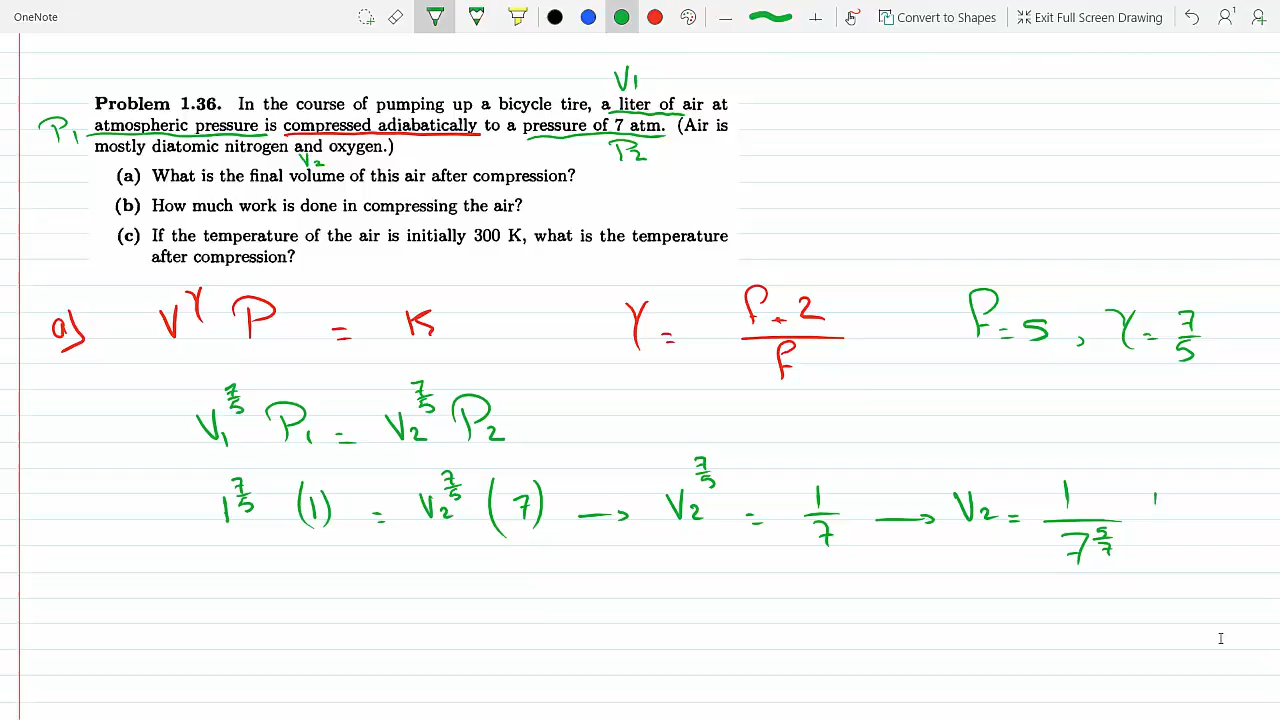 OneNote
Convert to Shapes
Exit Full Screen Drawing
V1
Problem 1.36. In the course of pumping up a bicycle tire, a liter of air at
P1
atmospheric pressure is compressed adiabatically to a pressure of 7 atm. (Air is
mostly diatomic nitrogen and oxygen.)
P2
V2
(a) What is the final volume of this air after compression?
(b) How much work is done in compressing the air?
(c) If the temperature of the air is initially 300 K, what is the temperature
after compression?
a) V^γ P = K γ = f+2/f f=5, γ=7/5
V1^7/5 P1 = V2^7/5 P2
1^7/5 (1) = V2^7/5 (7) → V2^7/5 = 1/7 → V2 = 1/7^5/7